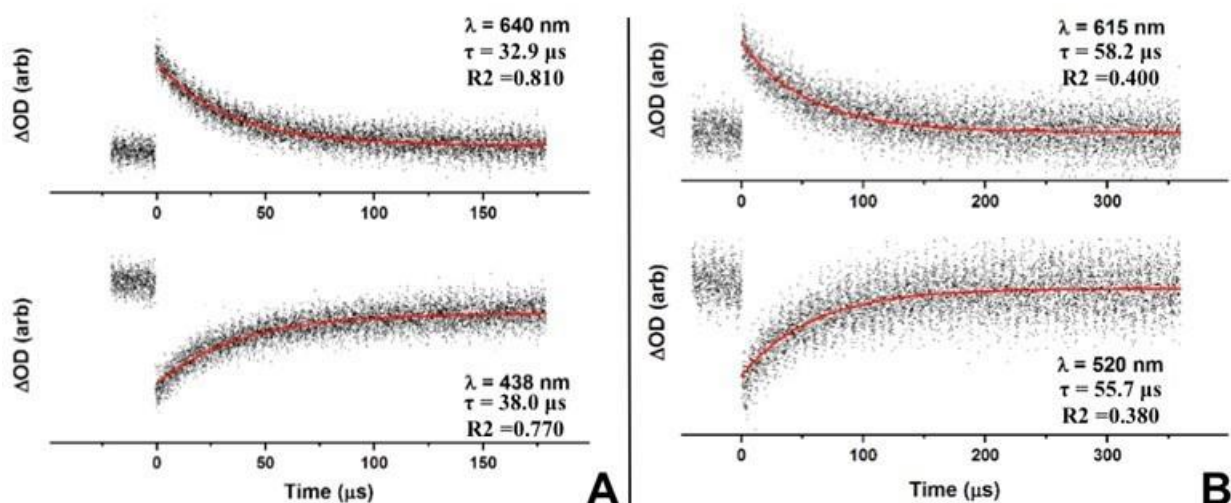 ΔOD (arb)
λ = 640 nm
τ = 32.9 μs
R2 =0.810
0 50 100 150
ΔOD (arb)
λ = 438 nm
τ = 38.0 μs
R2 =0.770
0 50 100 150
Time (μs)
A
ΔOD (arb)
λ = 615 nm
τ = 58.2 μs
R2 =0.400
0 100 200 300
ΔOD (arb)
λ = 520 nm
τ = 55.7 μs
R2 =0.380
0 100 200 300
Time (μs)
B